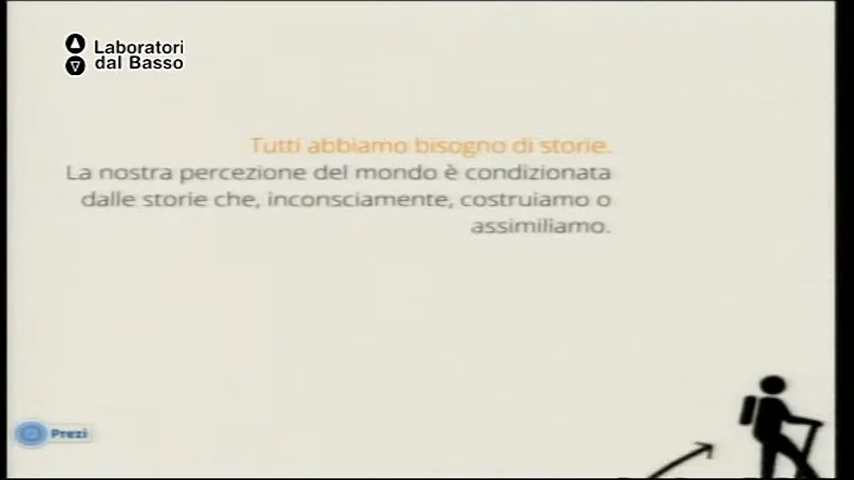 Laboratori
dal Basso
Tutti abbiamo bisogno di storie.
La nostra percezione del mondo è condizionata
dalle storie che, inconsciamente, costruiamo o
assimiliamo.
Prezi